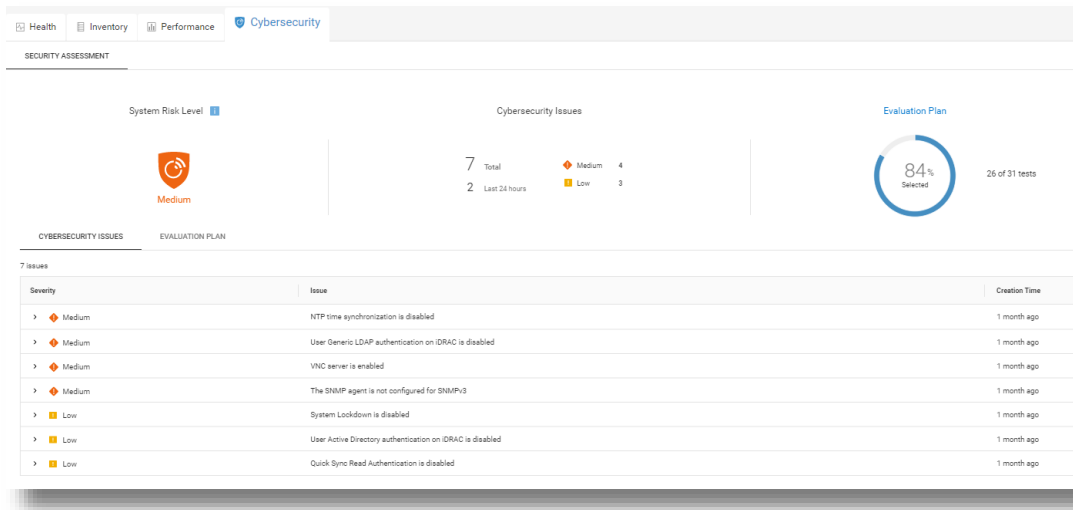 Health Inventory Performance Cybersecurity
SECURITY ASSESSMENT
System Risk Level i Cybersecurity Issues Evaluation Plan
7 Total Medium 4
84% 26 of 31 tests
2 Last 24 hours Low 3
Selected
Medium
CYBERSECURITY ISSUES EVALUATION PLAN
7 issues
Severity Issue Creation Time
Medium NTP time synchronization is disabled 1 month ago
Medium User Generic LDAP authentication on iDRAC is disabled 1 month ago
Medium VNC server is enabled 1 month ago
Medium The SNMP agent is not configured for SNMPv3 1 month ago
Low System Lockdown is disabled 1 month ago
Low User Active Directory authentication on iDRAC is disabled 1 month ago
Low Quick Sync Read Authentication is disabled 1 month ago